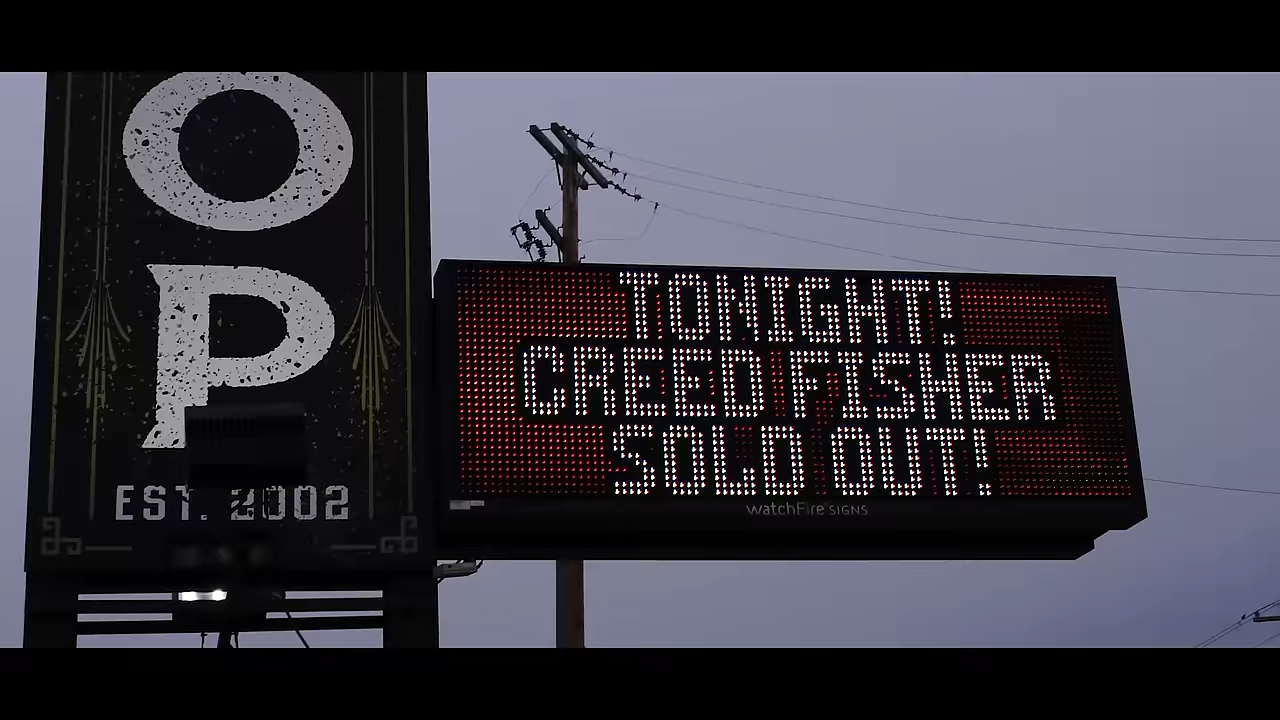 O
P
EST. 2002
TONIGHT!
CREED FISHER
SOLD OUT!
watchFire SIGNS